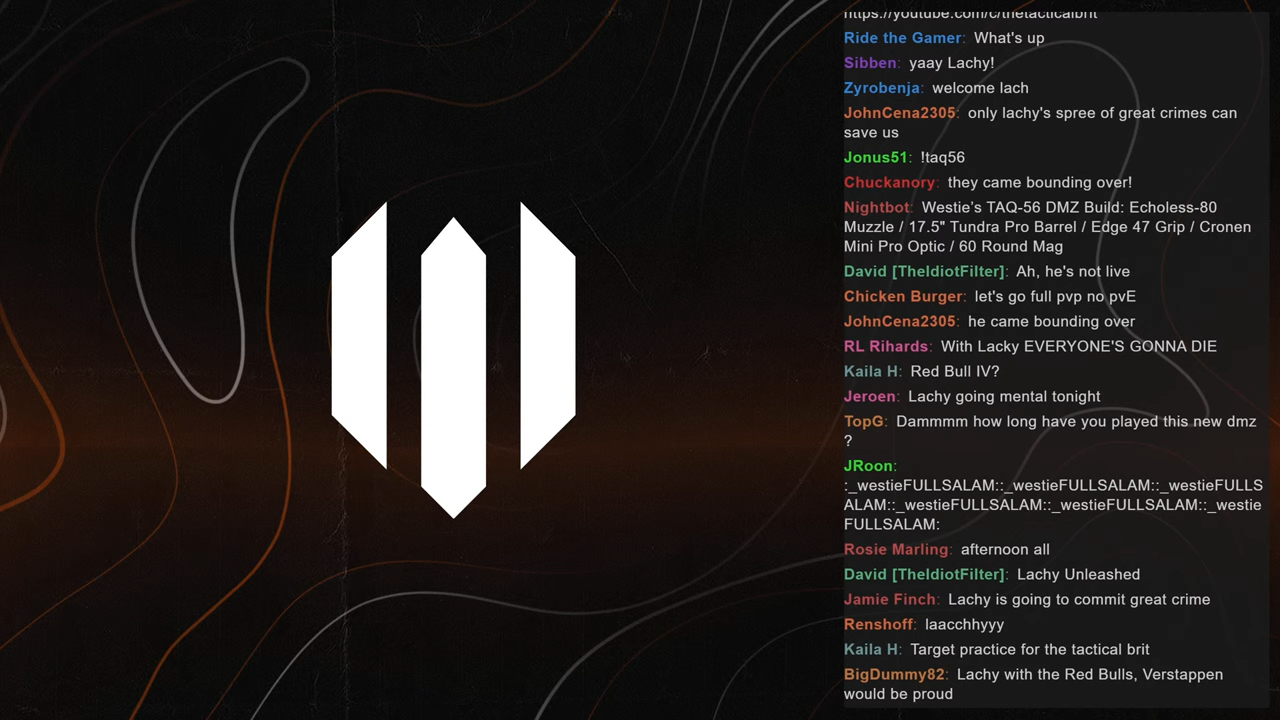 https://youtube.com/c/thetacticalbrit
Ride the Gamer: What's up
Sibben: yaay Lachy!
Zyrobenja: welcome lach
JohnCena2305: only lachy's spree of great crimes can
save us
Jonus51: !taq56
Chuckanory: they came bounding over!
Nightbot: Westie’s TAQ-56 DMZ Build: Echoless-80
Muzzle / 17.5" Tundra Pro Barrel / Edge 47 Grip / Cronen
Mini Pro Optic / 60 Round Mag
David [TheIdiotFilter]: Ah, he's not live
Chicken Burger: let's go full pvp no pvE
JohnCena2305: he came bounding over
RL Rihards: With Lacky EVERYONE'S GONNA DIE
Kaila H: Red Bull IV?
Jeroen: Lachy going mental tonight
TopG: Dammmm how long have you played this new dmz
?
JRoon:
:_westieFULLSALAM::_westieFULLSALAM::_westieFULLS
ALAM::_westieFULLSALAM::_westieFULLSALAM::_westie
FULLSALAM:
Rosie Marling: afternoon all
David [TheIdiotFilter]: Lachy Unleashed
Jamie Finch: Lachy is going to commit great crime
Renshoff: laacchhyyy
Kaila H: Target practice for the tactical brit
BigDummy82: Lachy with the Red Bulls, Verstappen
would be proud